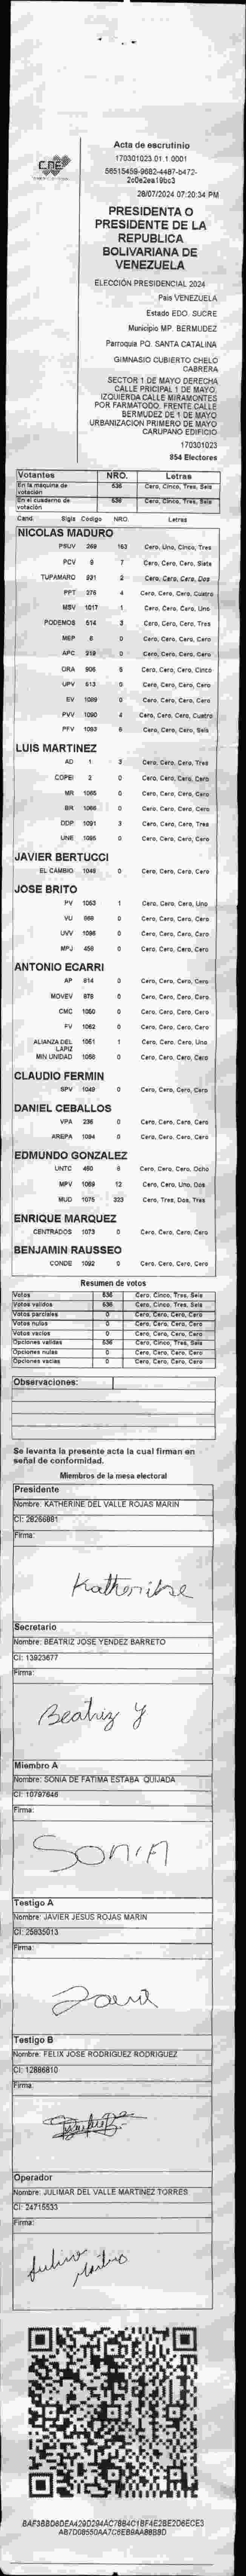 CNE
Acta de escrutinio
170301023.01.1.0001
28/07/2024 07:20:34 PM
PRESIDENTA O
PRESIDENTE DE LA
REPUBLICA
BOLIVARIANA DE
VENEZUELA
ELECCIÓN PRESIDENCIAL 2024
Pais VENEZUELA
Estado EDO. SUCRE
Municipio MP. BERMUDEZ
Parroquia PQ. SANTA CATALINA
GIMNASIO CUBIERTO CHELO
CABRERA
SECTOR 1 DE MAYO DERECHA
CALLE PRICIPAL 1 DE MAYO.
IZQUIERDA CALLE MIRAMONTES
POR FARMATODO. FRENTE CALLE
BERMUDEZ DE 1 DE MAYO
URBANIZACION PRIMERO DE MAYO
CARUPANO EDIFICIO
170301023
854 Electores
Votantes NRO. Letras
En la máquina de votación 536 Cero, Cinco, Tres, Seis
En el cuaderno de votación 536 Cero, Cinco, Tres, Seis
Cand. Sigla Codigo NRO. Letras
NICOLAS MADURO
PSUV 269 163 Cero, Uno, Cinco, Tres
PCV 9 7 Cero, Cero, Cero, Siete
TUPAMARO 931 2 Cero, Cero, Cero, Dos
PPT 276 4 Cero, Cero, Cero, Cuatro
MSV 1017 1 Cero, Cero, Cero, Uno
PODEMOS 514 3 Cero, Cero, Cero, Tres
MEP 6 0 Cero, Cero, Cero, Cero
APC 919 0 Cero, Cero, Cero, Cero
ORA 906 5 Cero, Cero, Cero, Cinco
UPV 613 0 Cero, Cero, Cero, Cero
EV 1089 0 Cero, Cero, Cero, Cero
PVV 1090 4 Cero, Cero, Cero, Cuatro
PFV 1093 6 Cero, Cero, Cero, Seis
LUIS MARTINEZ
AD 1 3 Cero, Cero, Cero, Tres
COPEI 2 0 Cero, Cero, Cero, Cero
MR 1065 0 Cero, Cero, Cero, Cero
BR 1066 0 Cero, Cero, Cero, Cero
DDP 1091 3 Cero, Cero, Cero, Tres
UNE 1095 0 Cero, Cero, Cero, Cero
JAVIER BERTUCCI
EL CAMBIO 1048 0 Cero, Cero, Cero, Cero
JOSE BRITO
PV 1053 1 Cero, Cero, Cero, Uno
VU 868 0 Cero, Cero, Cero, Cero
UVV 1096 0 Cero, Cero, Cero, Cero
MPJ 459 0 Cero, Cero, Cero, Cero
ANTONIO ECARRI
AP 814 0 Cero, Cero, Cero, Cero
MOVEV 878 0 Cero, Cero, Cero, Cero
CMC 1050 0 Cero, Cero, Cero, Cero
FV 1062 0 Cero, Cero, Cero, Cero
ALIANZA DEL LAPIZ 1051 1 Cero, Cero, Cero, Uno
MIN UNIDAD 1058 0 Cero, Cero, Cero, Cero
CLAUDIO FERMIN
SPV 1049 0 Cero, Cero, Cero, Cero
DANIEL CEBALLOS
VPA 236 0 Cero, Cero, Cero, Cero
AREPA 1084 0 Cero, Cero, Cero, Cero
EDMUNDO GONZALEZ
UNTC 460 8 Cero, Cero, Cero, Ocho
MPV 1069 12 Cero, Cero, Uno, Dos
MUD 1075 323 Cero, Tres, Dos, Tres
ENRIQUE MARQUEZ
CENTRADOS 1073 0 Cero, Cero, Cero, Cero
BENJAMIN RAUSSEO
CONDE 1092 0 Cero, Cero, Cero, Cero
Resumen de votos
Votos 536 Cero, Cinco, Tres, Seis
Votos validos 536 Cero, Cinco, Tres, Seis
Votos parciales 0 Cero, Cero, Cero, Cero
Votos nulos 0 Cero, Cero, Cero, Cero
Votos vacios 0 Cero, Cero, Cero, Cero
Opciones validas 536 Cero, Cinco, Tres, Seis
Opciones nulas 0 Cero, Cero, Cero, Cero
Opciones vacias 0 Cero, Cero, Cero, Cero
Observaciones:
Se levanta la presente acta la cual firman en
señal de conformidad.
Miembros de la mesa electoral
Presidente
Nombre: KATHERINE DEL VALLE ROJAS MARIN
CI: 28266881
Firma:
Katherine
Secretario
Nombre: BEATRIZ JOSE YENDEZ BARRETO
CI: 13923677
Firma:
Beatriz Y
Miembro A
Nombre: SONIA DE FATIMA ESTABA QUIJADA
CI: 10797646
Firma:
SONIA
Testigo A
Nombre: JAVIER JESUS ROJAS MARIN
CI: 25835013
Firma:
Testigo B
Nombre: FELIX JOSE RODRIGUEZ RODRIGUEZ
CI: 12886810
Firma:
Operador
Nombre: JULIMAR DEL VALLE MARTINEZ TORRES
CI: 24715533
Firma: